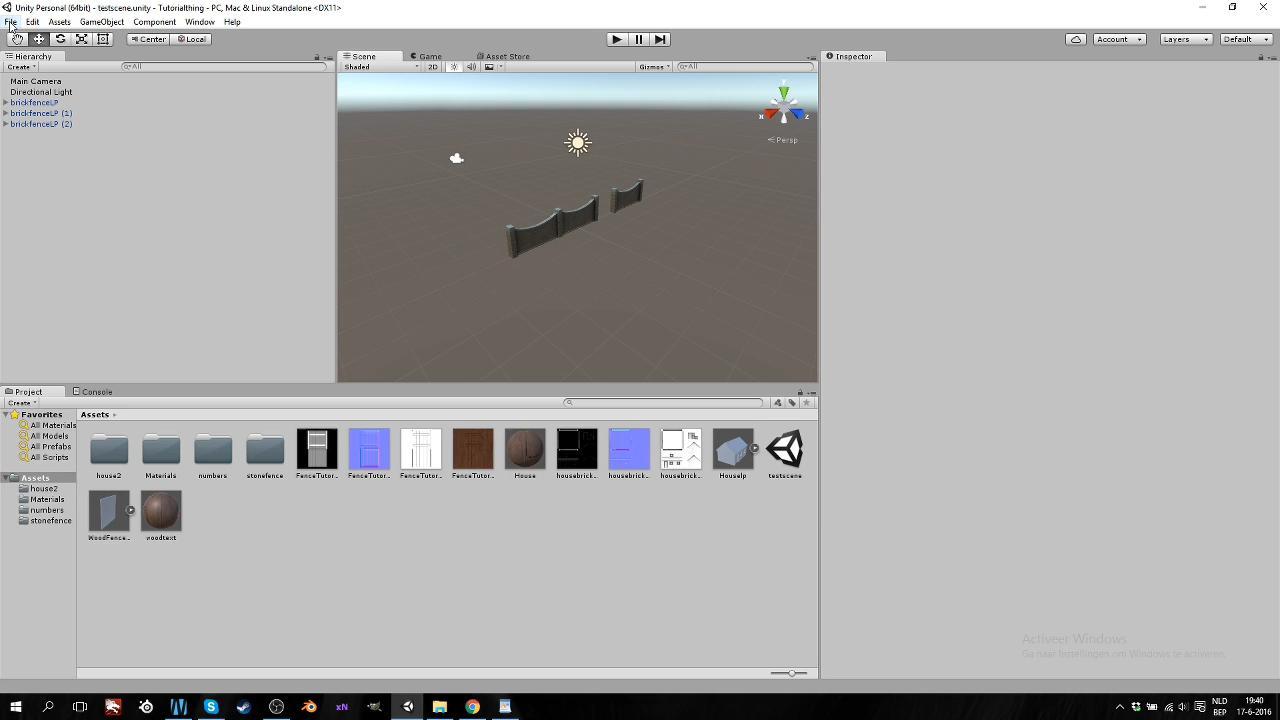 Unity Personal (64bit) - testscene.unity - Tutorialthing - PC, Mac & Linux Standalone <DX11>
File Edit Assets GameObject Component Window Help
Center Local Account Layers Default
Hierarchy Scene Game Asset Store Inspector
Create All Shaded 2D Gizmos All
Main Camera
Directional Light
brickfenceLP
brickfenceLP (1)
brickfenceLP (2)
y
x z
Persp
Project Console
Create
Favorites
All Materials
All Models
All Prefabs
All Scripts
Assets
house2
Materials
numbers
stonefence
Assets
house2 Materials numbers stonefence FenceTutor... FenceTutor... FenceTutor... FenceTutor... House housebrick... housebrick... housebrick... Houselp testscene
WoodFence... woodtext
Activeer Windows
Ga naar Instellingen om Windows te activeren.
NLD 19:40
BEP 17-6-2016